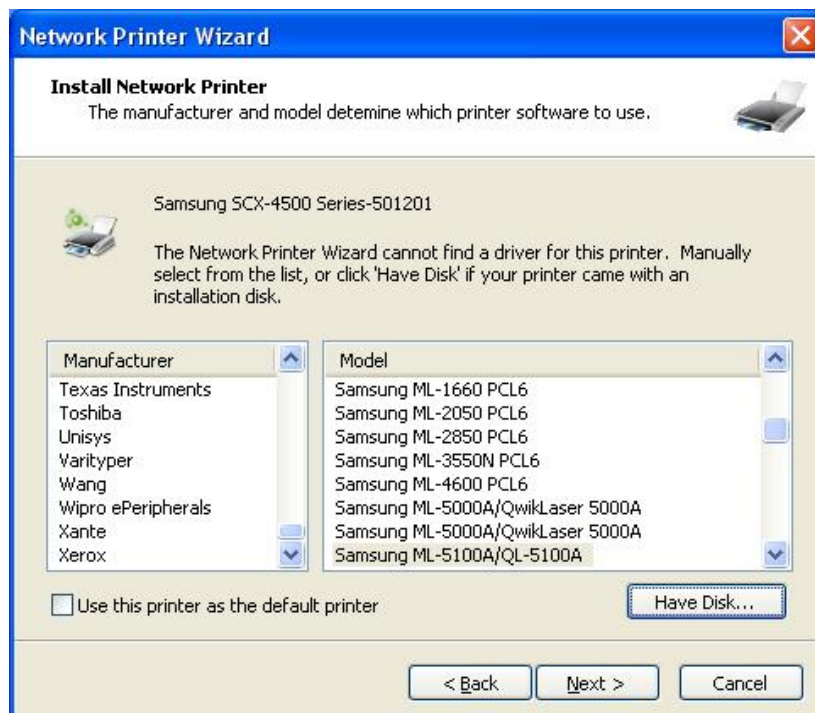 Network Printer Wizard
Install Network Printer
The manufacturer and model detemine which printer software to use.
Samsung SCX-4500 Series-501201
The Network Printer Wizard cannot find a driver for this printer. Manually
select from the list, or click 'Have Disk' if your printer came with an
installation disk.
Manufacturer
Texas Instruments
Toshiba
Unisys
Varityper
Wang
Wipro ePeripherals
Xante
Xerox
Model
Samsung ML-1660 PCL6
Samsung ML-2050 PCL6
Samsung ML-2850 PCL6
Samsung ML-3550N PCL6
Samsung ML-4600 PCL6
Samsung ML-5000A/QwikLaser 5000A
Samsung ML-5000A/QwikLaser 5000A
Samsung ML-5100A/QL-5100A
Use this printer as the default printer
Have Disk...
< Back
Next >
Cancel